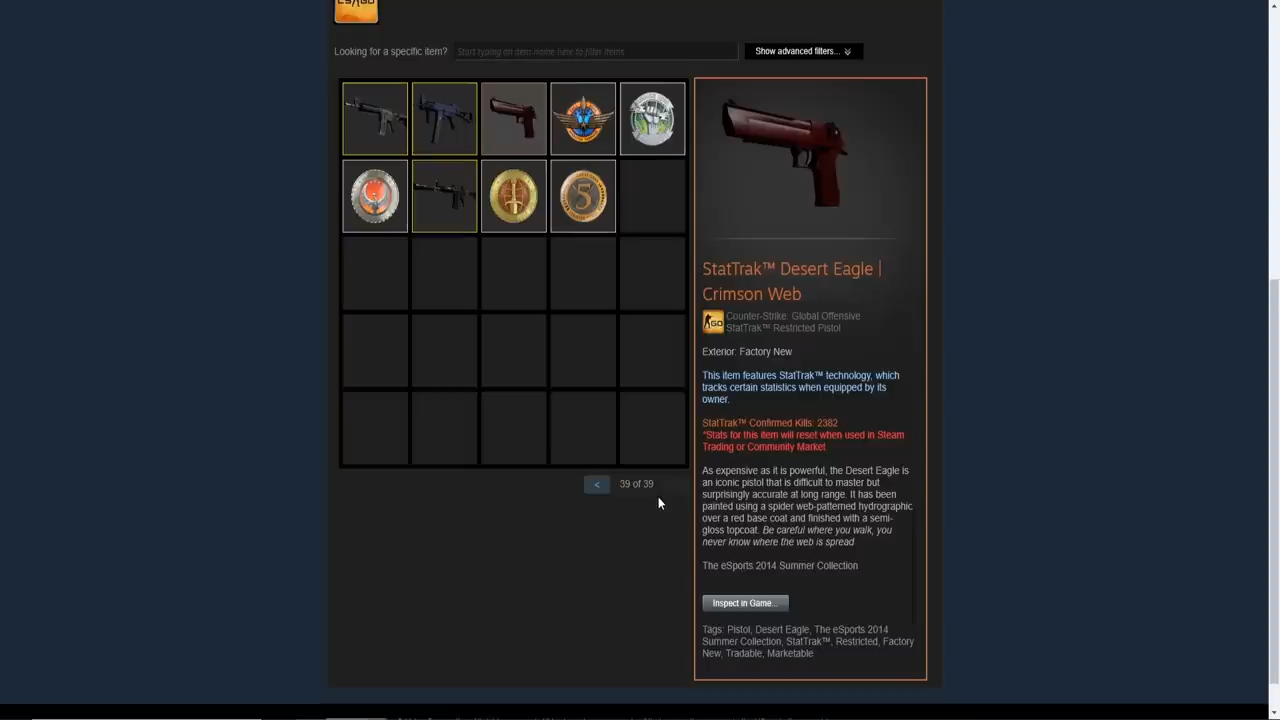 CS GO
Looking for a specific item?
Start typing an item name here to filter items
Show advanced filters...
5
StatTrak™ Desert Eagle |
Crimson Web
GO
Counter-Strike: Global Offensive
StatTrak™ Restricted Pistol
Exterior: Factory New
This item features StatTrak™ technology, which
tracks certain statistics when equipped by its
owner.
StatTrak™ Confirmed Kills: 2382
*Stats for this item will reset when used in Steam
Trading or Community Market
< 39 of 39
As expensive as it is powerful, the Desert Eagle is
an iconic pistol that is difficult to master but
surprisingly accurate at long range. It has been
painted using a spider web-patterned hydrographic
over a red base coat and finished with a semi-
gloss topcoat. Be careful where you walk, you
never know where the web is spread
The eSports 2014 Summer Collection
Inspect in Game...
Tags: Pistol, Desert Eagle, The eSports 2014
Summer Collection, StatTrak™, Restricted, Factory
New, Tradable, Marketable